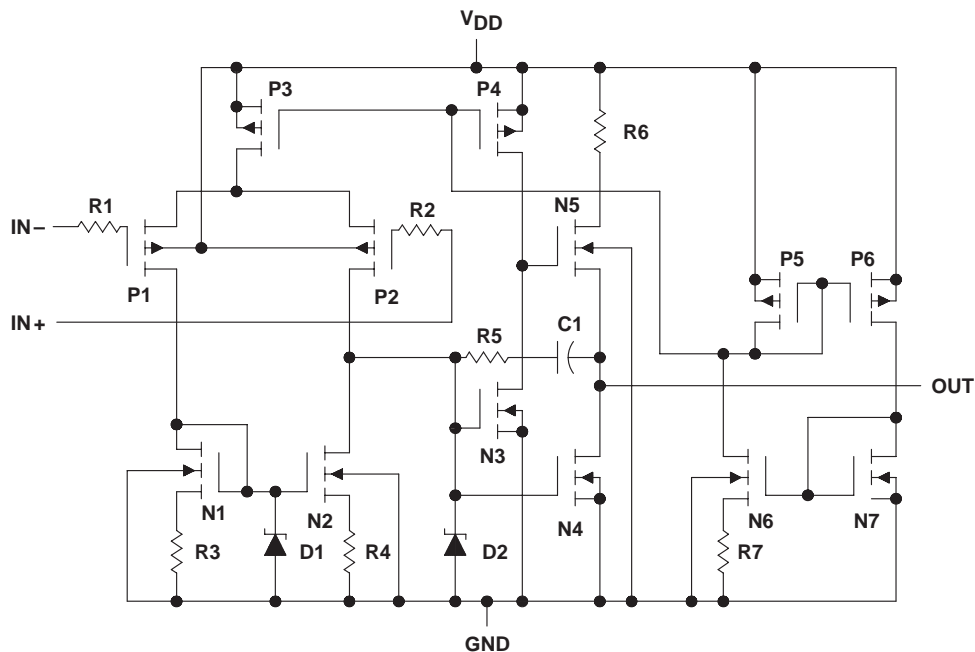 VDD
P3
P4
R6
R1
R2
N5
IN−
P5
P6
P1
P2
IN+
C1
R5
OUT
N3
N1
N2
N4
N6
N7
R3
D1
R4
D2
R7
GND